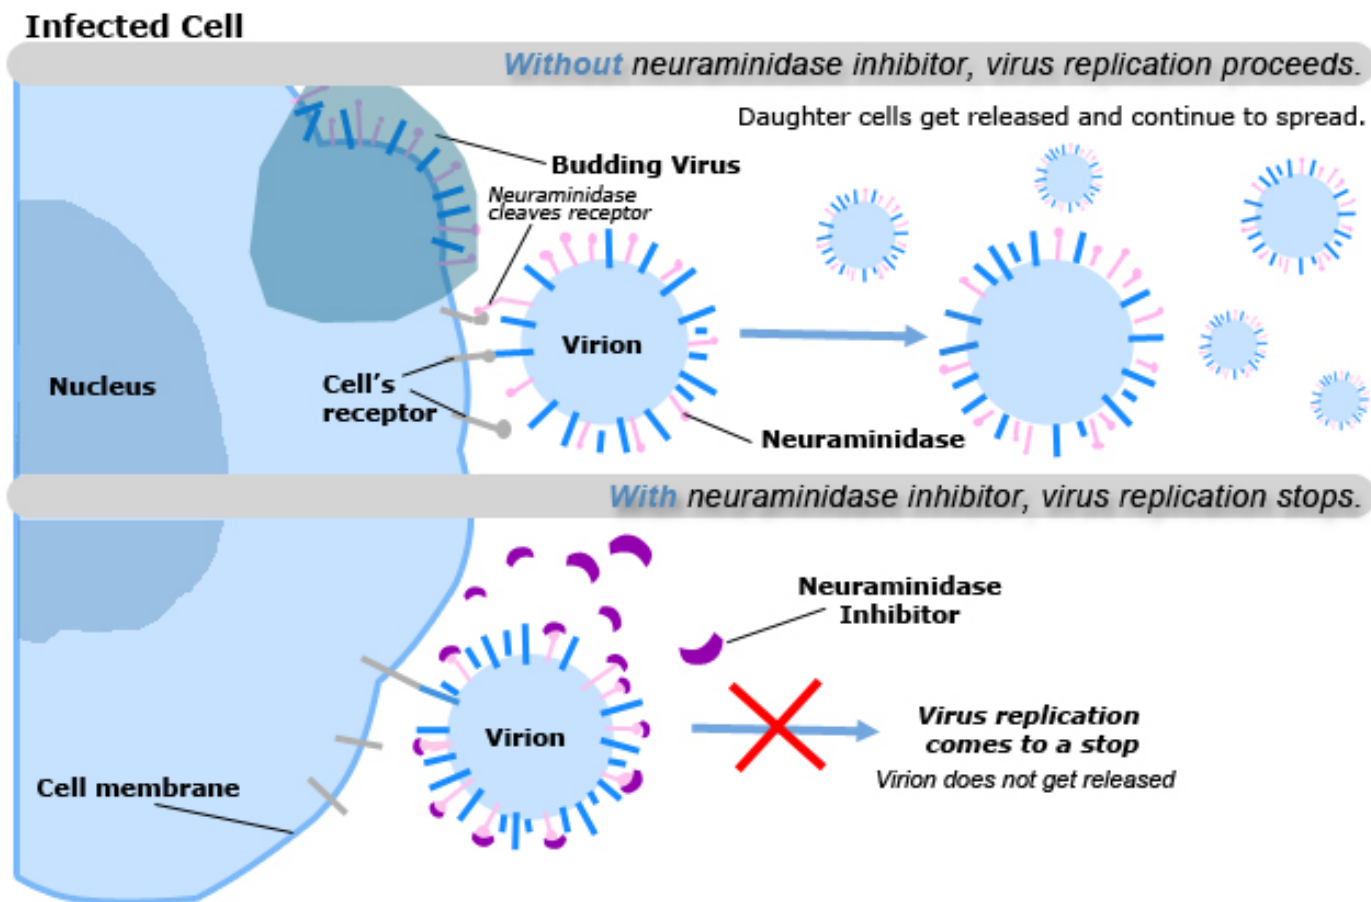 Infected Cell
Without neuraminidase inhibitor, virus replication proceeds.
Daughter cells get released and continue to spread.
Budding Virus
Neuraminidase
cleaves receptor
Virion
Nucleus
Cell's
receptor
Neuraminidase
With neuraminidase inhibitor, virus replication stops.
Neuraminidase
Inhibitor
Virion
Virus replication
comes to a stop
Virion does not get released
Cell membrane